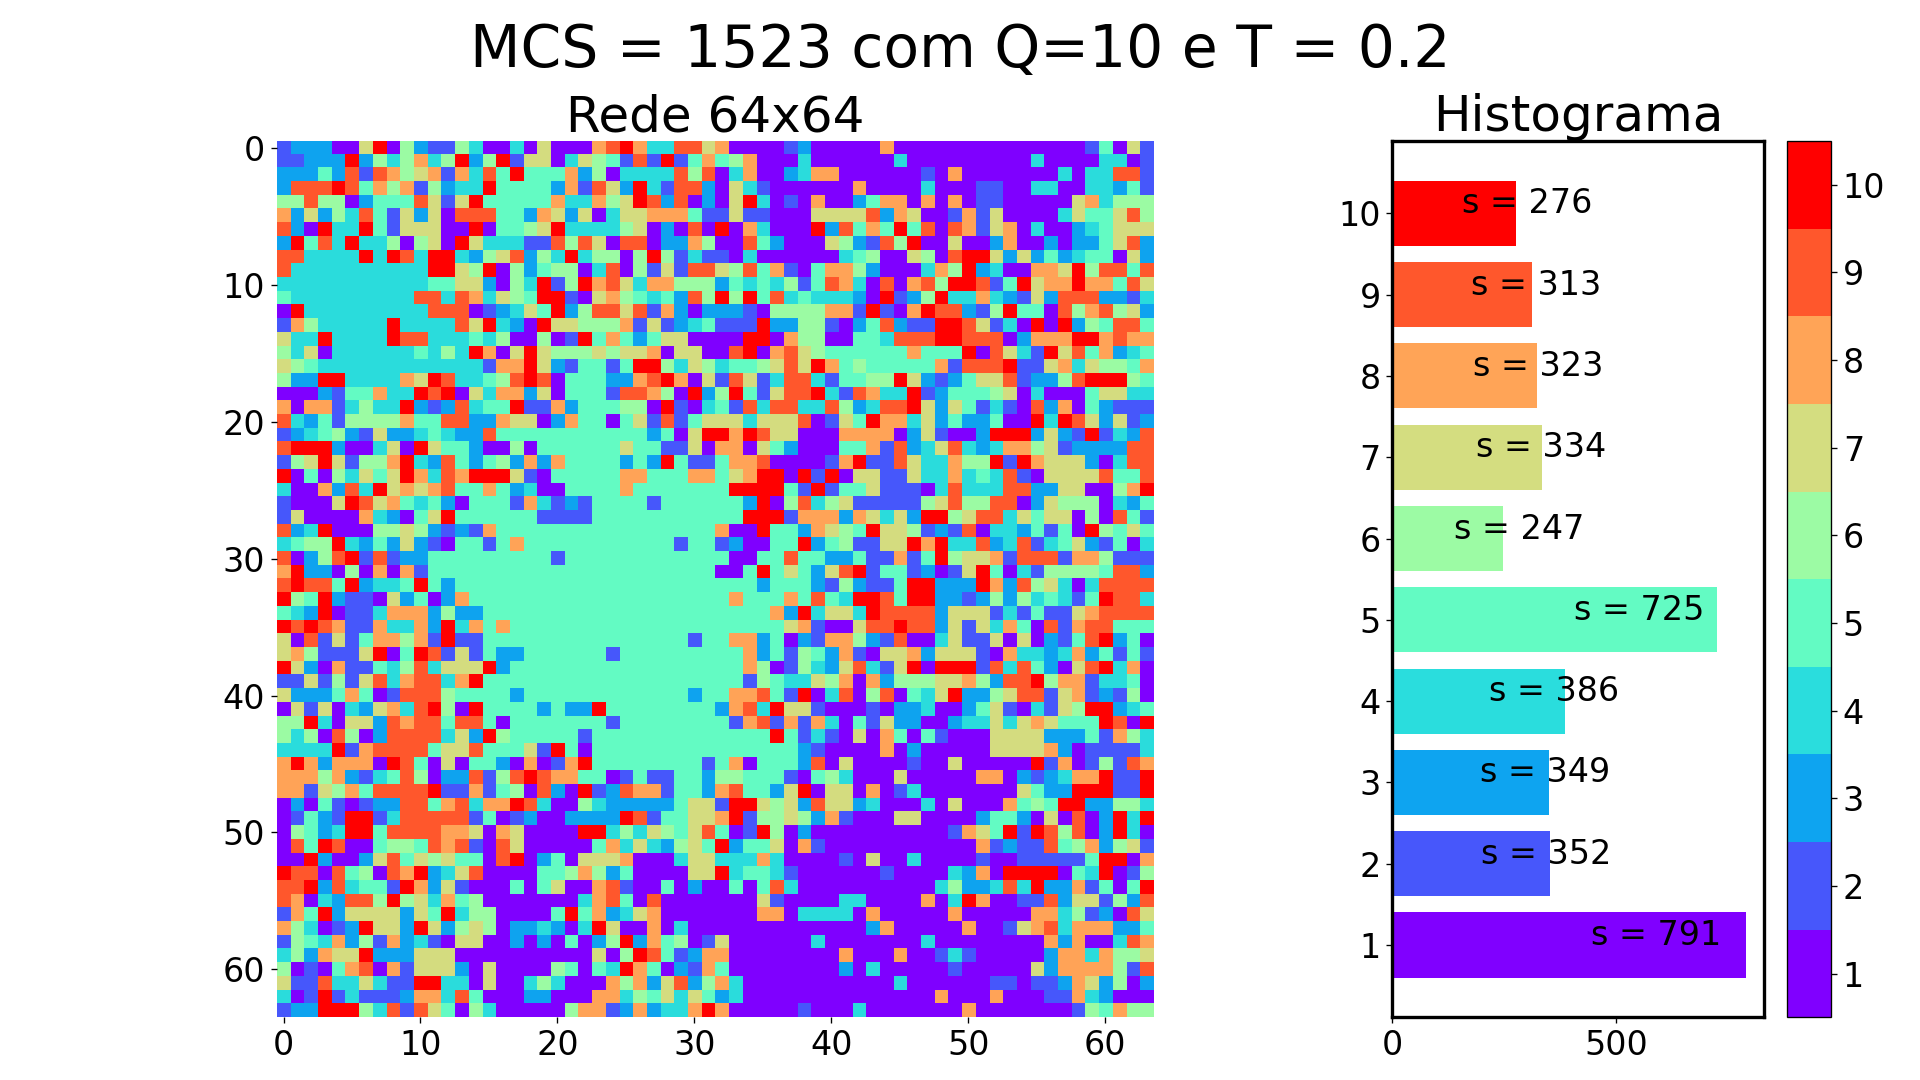 MCS = 1523 com Q=10 e T = 0.2
Rede 64x64
0
10
20
30
40
50
60
0 10 20 30 40 50 60
Histograma
10 s = 276
9 s = 313
8 s = 323
7 s = 334
6 s = 247
5 s = 725
4 s = 386
3 s = 349
2 s = 352
1 s = 791
0 500
10
9
8
7
6
5
4
3
2
1